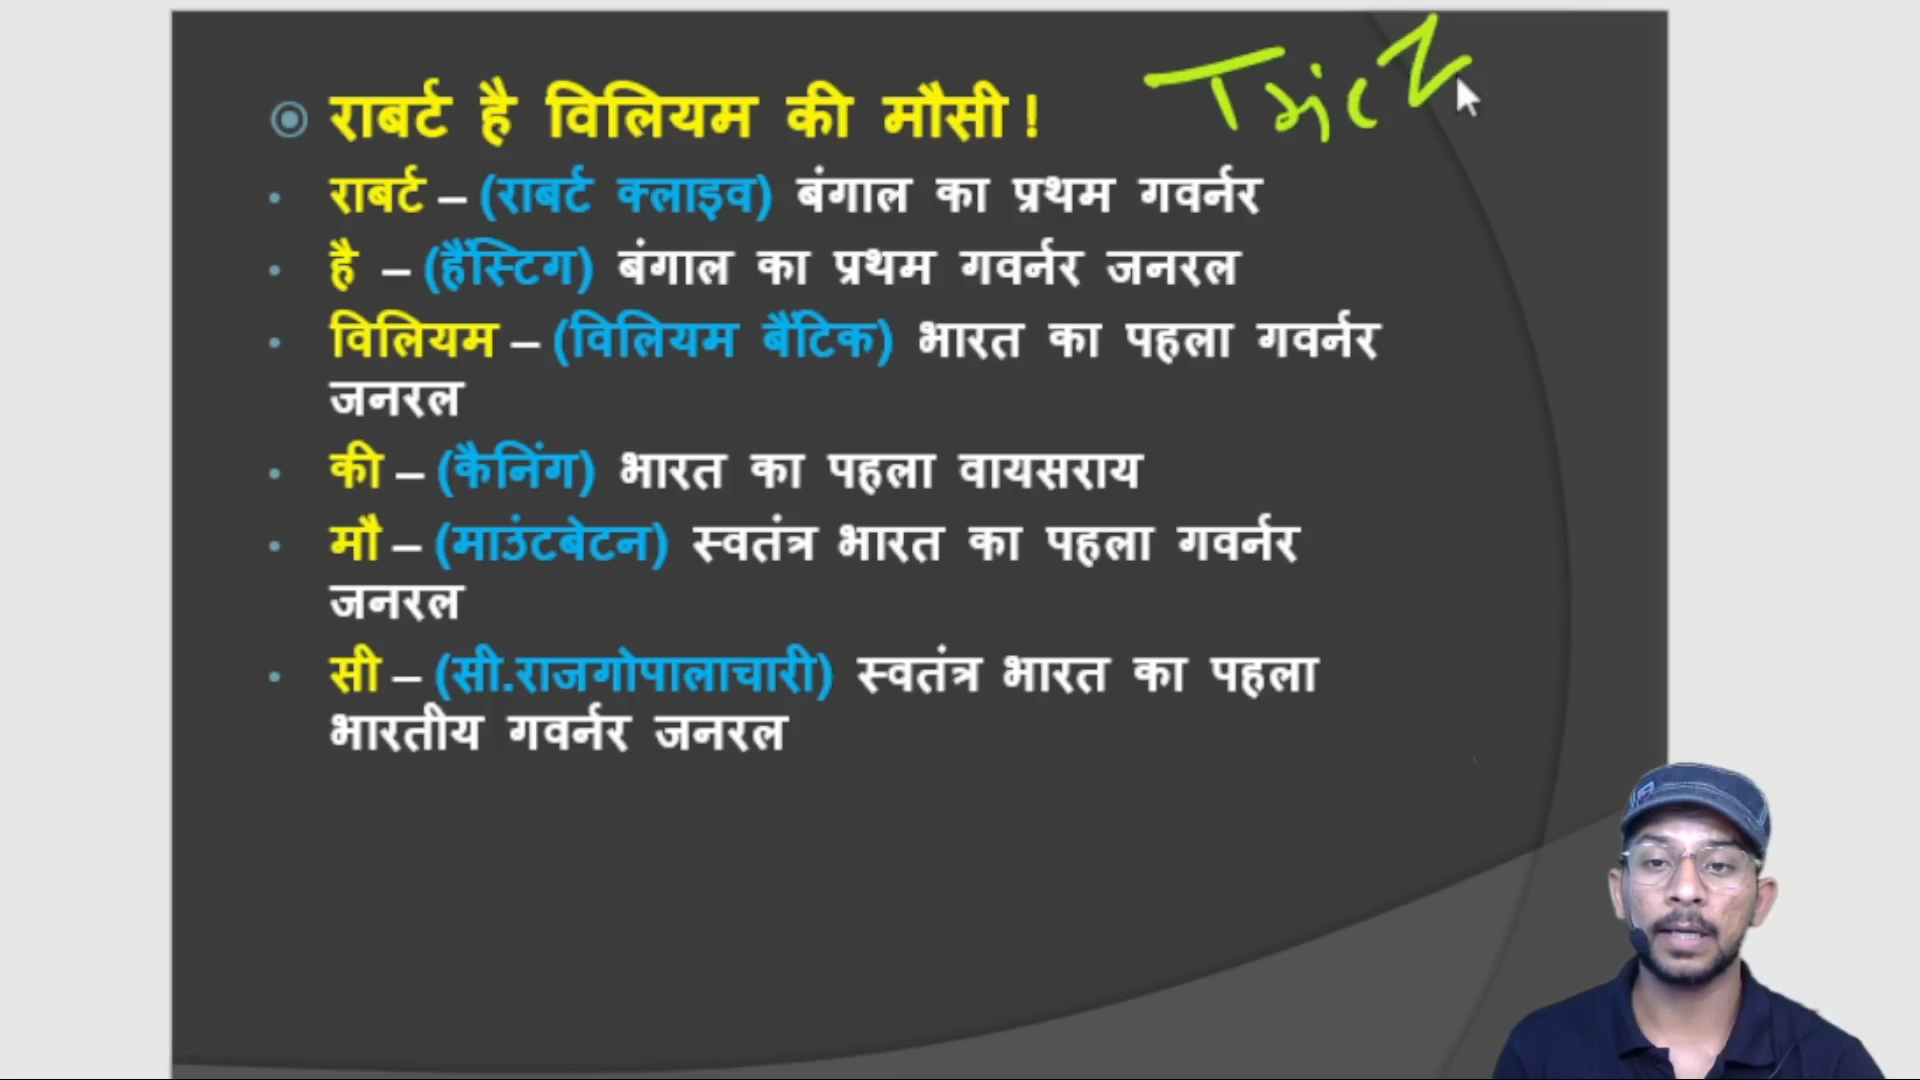 राबर्ट है विलियम की मौसी !
Trick
राबर्ट – (राबर्ट क्लाइव) बंगाल का प्रथम गवर्नर
है – (हैंस्टिग) बंगाल का प्रथम गवर्नर जनरल
विलियम – (विलियम बैंटिक) भारत का पहला गवर्नर
जनरल
की – (कैनिंग) भारत का पहला वायसराय
मौ – (माउंटबेटन) स्वतंत्र भारत का पहला गवर्नर
जनरल
सी – (सी.राजगोपालाचारी) स्वतंत्र भारत का पहला
भारतीय गवर्नर जनरल